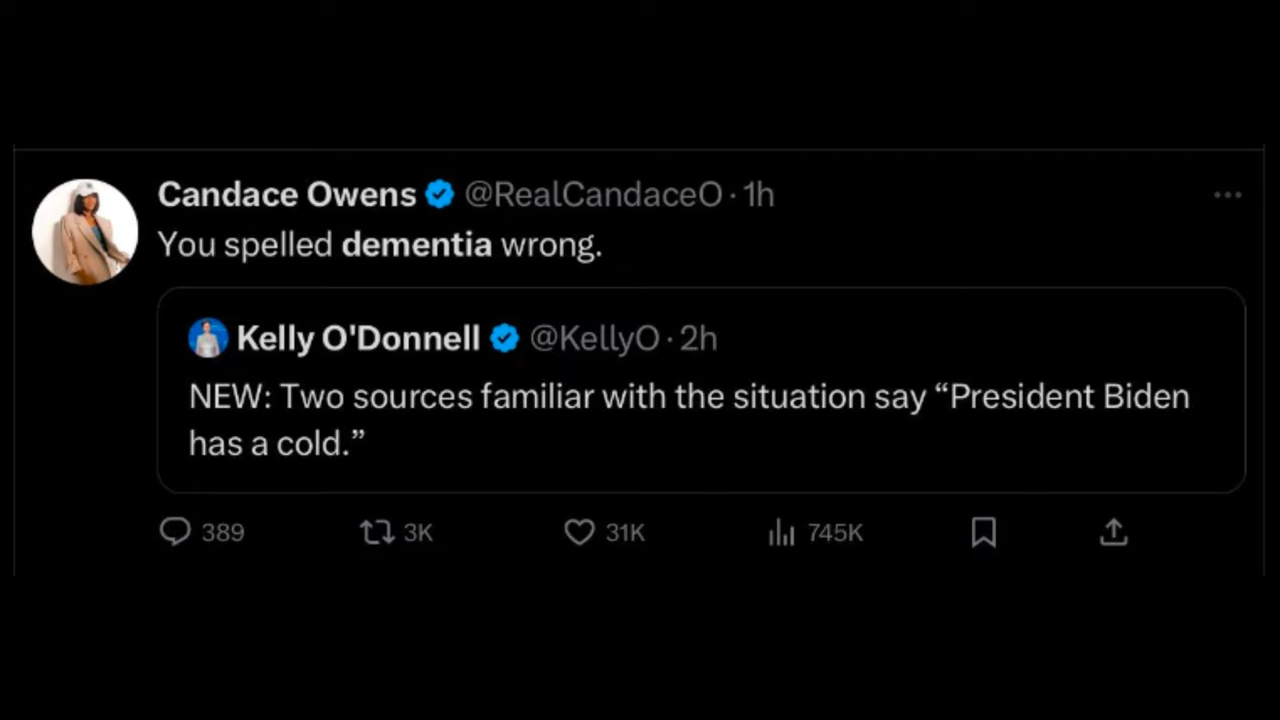 Candace Owens @RealCandaceO · 1h
You spelled dementia wrong.
Kelly O'Donnell @KellyO · 2h
NEW: Two sources familiar with the situation say “President Biden
has a cold.”
389 3K 31K 745K